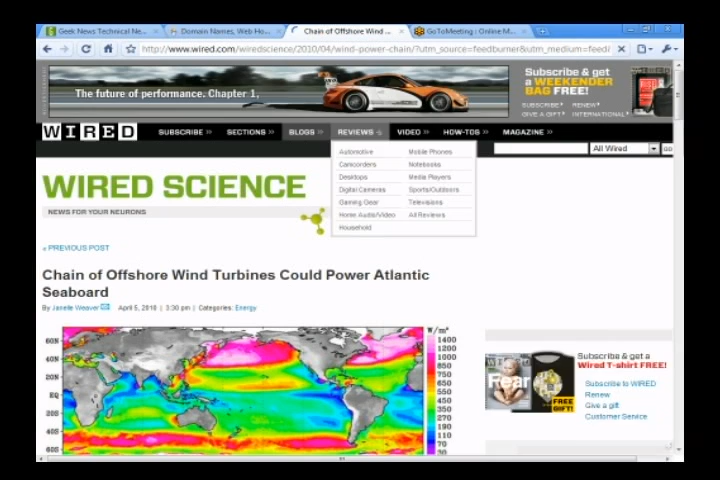 Geek News Technical Ne...
Domain Names, Web Ho...
Chain of Offshore Wind ...
GoToMeeting : Online M...
http://www.wired.com/wiredscience/2010/04/wind-power-chain/?utm_source=feedburner&utm_medium=feed
The future of performance. Chapter 1,
Subscribe & get
a WEEKENDER
BAG FREE!
SUBSCRIBE
RENEW
GIVE A GIFT
INTERNATIONAL
WIRED
SUBSCRIBE >>
SECTIONS >>
BLOGS >>
REVIEWS
VIDEO >>
HOW-TOS >>
MAGAZINE >>
All Wired
GO
Automotive
Camcorders
Desktops
Digital Cameras
Gaming Gear
Home Audio/Video
Household
Mobile Phones
Notebooks
Media Players
Sports/Outdoors
Televisions
All Reviews
WIRED SCIENCE
NEWS FOR YOUR NEURONS
« PREVIOUS POST
Chain of Offshore Wind Turbines Could Power Atlantic
Seaboard
By Janelle Weaver
April 5, 2010 | 3:30 pm | Categories: Energy
60N
40N
20N
EQ
20S
40S
60S
W/m²
1400
1200
1000
850
750
650
550
450
350
270
190
110
70
30
Fear
FREE
GIFT!
Subscribe & get a
Wired T-shirt FREE!
Subscribe to WIRED
Renew
Give a gift
Customer Service